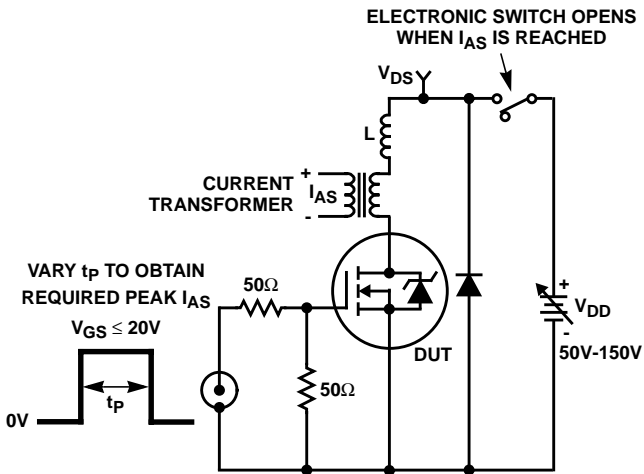 ELECTRONIC SWITCH OPENS
WHEN IAS IS REACHED
VDS
L
+
CURRENT
TRANSFORMER
IAS
-
VARY tP TO OBTAIN
REQUIRED PEAK IAS
50Ω
VGS ≤ 20V
DUT
+
VDD
-
50V-150V
50Ω
tP
0V